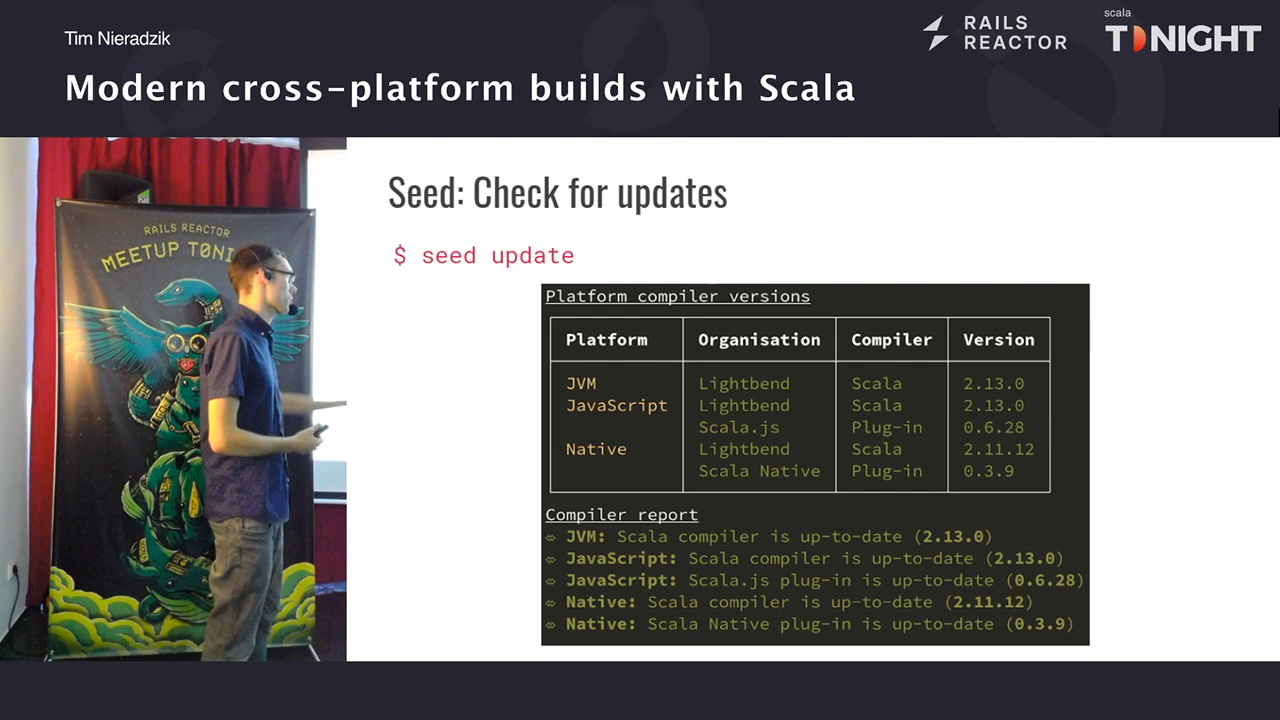 Tim Nieradzik
Modern cross-platform builds with Scala
RAILS
REACTOR
scala
TONIGHT
RAILS REACTOR
MEETUP TØNI
Seed: Check for updates
$ seed update
Platform compiler versions
Platform Organisation Compiler Version
JVM Lightbend Scala 2.13.0
JavaScript Lightbend Scala 2.13.0
Scala.js Plug-in 0.6.28
Native Lightbend Scala 2.11.12
Scala Native Plug-in 0.3.9
Compiler report
⇔ JVM: Scala compiler is up-to-date (2.13.0)
⇔ JavaScript: Scala compiler is up-to-date (2.13.0)
⇔ JavaScript: Scala.js plug-in is up-to-date (0.6.28)
⇔ Native: Scala compiler is up-to-date (2.11.12)
⇔ Native: Scala Native plug-in is up-to-date (0.3.9)